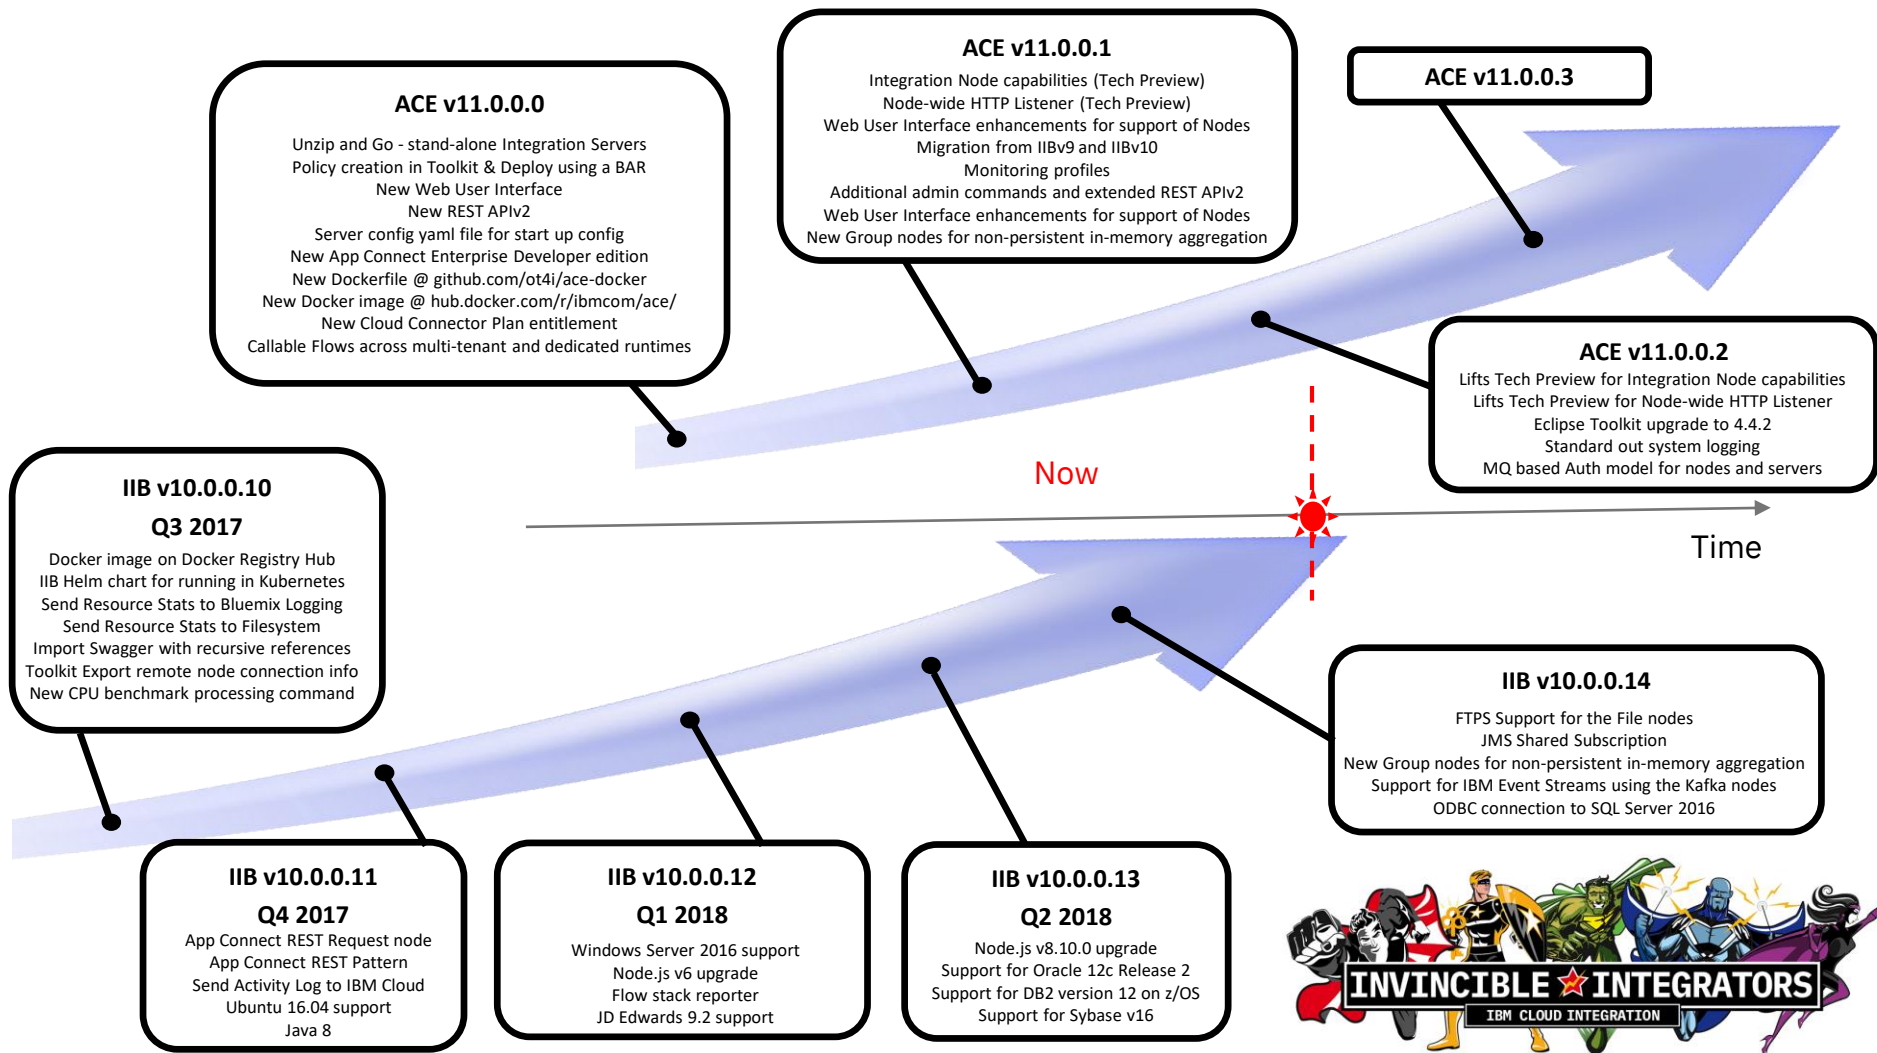 ACE v11.0.0.0
Unzip and Go - stand-alone Integration Servers
Policy creation in Toolkit & Deploy using a BAR
New Web User Interface
New REST APIv2
Server config yaml file for start up config
New App Connect Enterprise Developer edition
New Dockerfile @ github.com/ot4i/ace-docker
New Docker image @ hub.docker.com/r/ibmcom/ace/
New Cloud Connector Plan entitlement
Callable Flows across multi-tenant and dedicated runtimes
ACE v11.0.0.1
Integration Node capabilities (Tech Preview)
Node-wide HTTP Listener (Tech Preview)
Web User Interface enhancements for support of Nodes
Migration from IIBv9 and IIBv10
Monitoring profiles
Additional admin commands and extended REST APIv2
Web User Interface enhancements for support of Nodes
New Group nodes for non-persistent in-memory aggregation
ACE v11.0.0.3
ACE v11.0.0.2
Lifts Tech Preview for Integration Node capabilities
Lifts Tech Preview for Node-wide HTTP Listener
Eclipse Toolkit upgrade to 4.4.2
Standard out system logging
MQ based Auth model for nodes and servers
Now
Time
IIB v10.0.0.10
Q3 2017
Docker image on Docker Registry Hub
IIB Helm chart for running in Kubernetes
Send Resource Stats to Bluemix Logging
Send Resource Stats to Filesystem
Import Swagger with recursive references
Toolkit Export remote node connection info
New CPU benchmark processing command
IIB v10.0.0.11
Q4 2017
App Connect REST Request node
App Connect REST Pattern
Send Activity Log to IBM Cloud
Ubuntu 16.04 support
Java 8
IIB v10.0.0.12
Q1 2018
Windows Server 2016 support
Node.js v6 upgrade
Flow stack reporter
JD Edwards 9.2 support
IIB v10.0.0.13
Q2 2018
Node.js v8.10.0 upgrade
Support for Oracle 12c Release 2
Support for DB2 version 12 on z/OS
Support for Sybase v16
IIB v10.0.0.14
FTPS Support for the File nodes
JMS Shared Subscription
New Group nodes for non-persistent in-memory aggregation
Support for IBM Event Streams using the Kafka nodes
ODBC connection to SQL Server 2016
INVINCIBLE INTEGRATORS
IBM CLOUD INTEGRATION